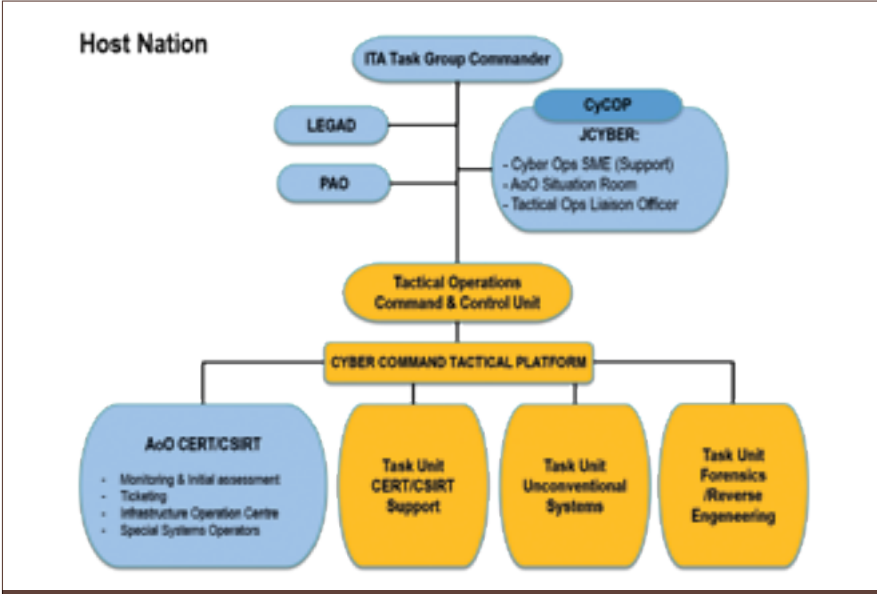 Host Nation
ITA Task Group Commander
LEGAD
PAO
CyCOP
JCYBER:
- Cyber Ops SME (Support)
- AoO Situation Room
- Tactical Ops Liaison Officer
Tactical Operations
Command & Control Unit
CYBER COMMAND TACTICAL PLATFORM
AoO CERT/CSIRT
- Monitoring & Initial assessment
- Ticketing
- Infrastructure Operation Centre
- Special Systems Operators
Task Unit
CERT/CSIRT
Support
Task Unit
Unconventional
Systems
Task Unit
Forensics
/Reverse
Engeneering